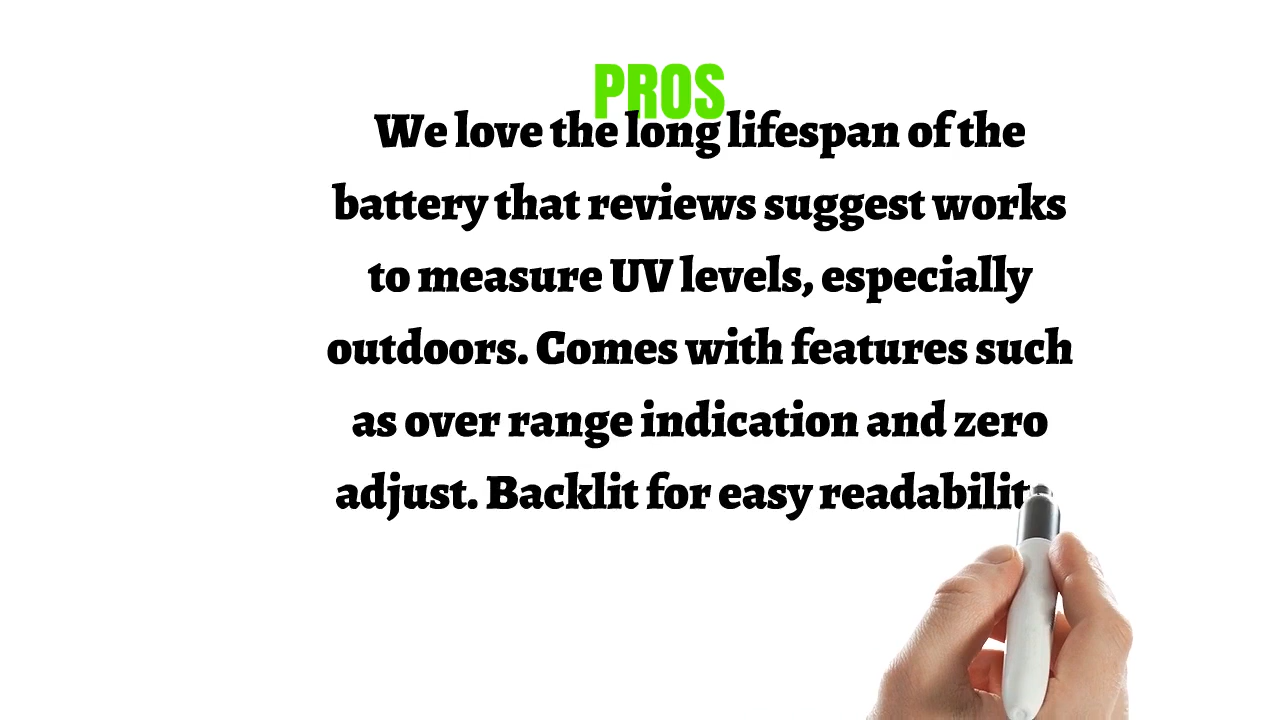 PROS
We love the long lifespan of the
battery that reviews suggest works
to measure UV levels, especially
outdoors. Comes with features such
as over range indication and zero
adjust. Backlit for easy readabilit